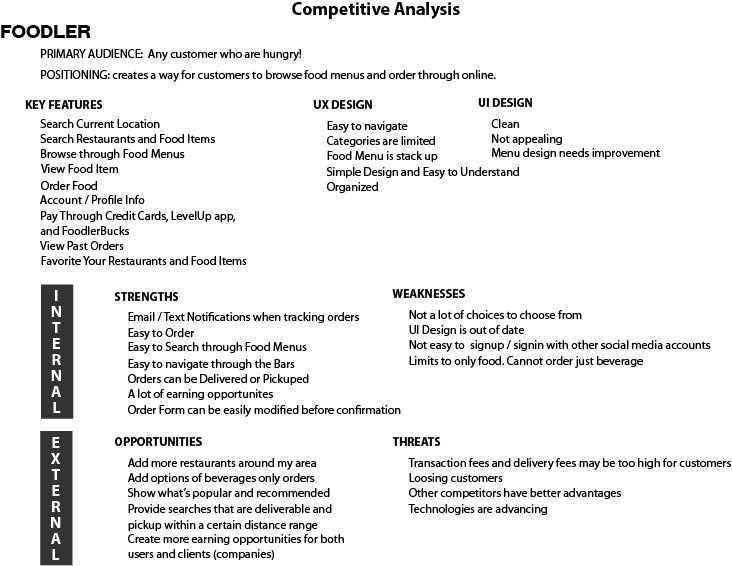 Competitive Analysis
FOODLER
PRIMARY AUDIENCE: Any customer who are hungry!
POSITIONING: creates a way for customers to browse food menus and order through online.
KEY FEATURES
Search Current Location
Search Restaurants and Food Items
Browse through Food Menus
View Food Item
Order Food
Account / Profile Info
Pay Through Credit Cards, LevelUp app,
and FoodlerBucks
View Past Orders
Favorite Your Restaurants and Food Items
UX DESIGN
Easy to navigate
Categories are limited
Food Menu is stack up
Simple Design and Easy to Understand
Organized
UI DESIGN
Clean
Not appealing
Menu design needs improvement
INTERNAL
STRENGTHS
Email / Text Notifications when tracking orders
Easy to Order
Easy to Search through Food Menus
Easy to navigate through the Bars
Orders can be Delivered or Pickuped
A lot of earning opportunites
Order Form can be easily modified before confirmation
WEAKNESSES
Not a lot of choices to choose from
UI Design is out of date
Not easy to signup / signin with other social media accounts
Limits to only food. Cannot order just beverage
EXTERNAL
OPPORTUNITIES
Add more restaurants around my area
Add options of beverages only orders
Show what's popular and recommended
Provide searches that are deliverable and
pickup within a certain distance range
Create more earning opportunities for both
users and clients (companies)
THREATS
Transaction fees and delivery fees may be too high for customers
Loosing customers
Other competitors have better advantages
Technologies are advancing